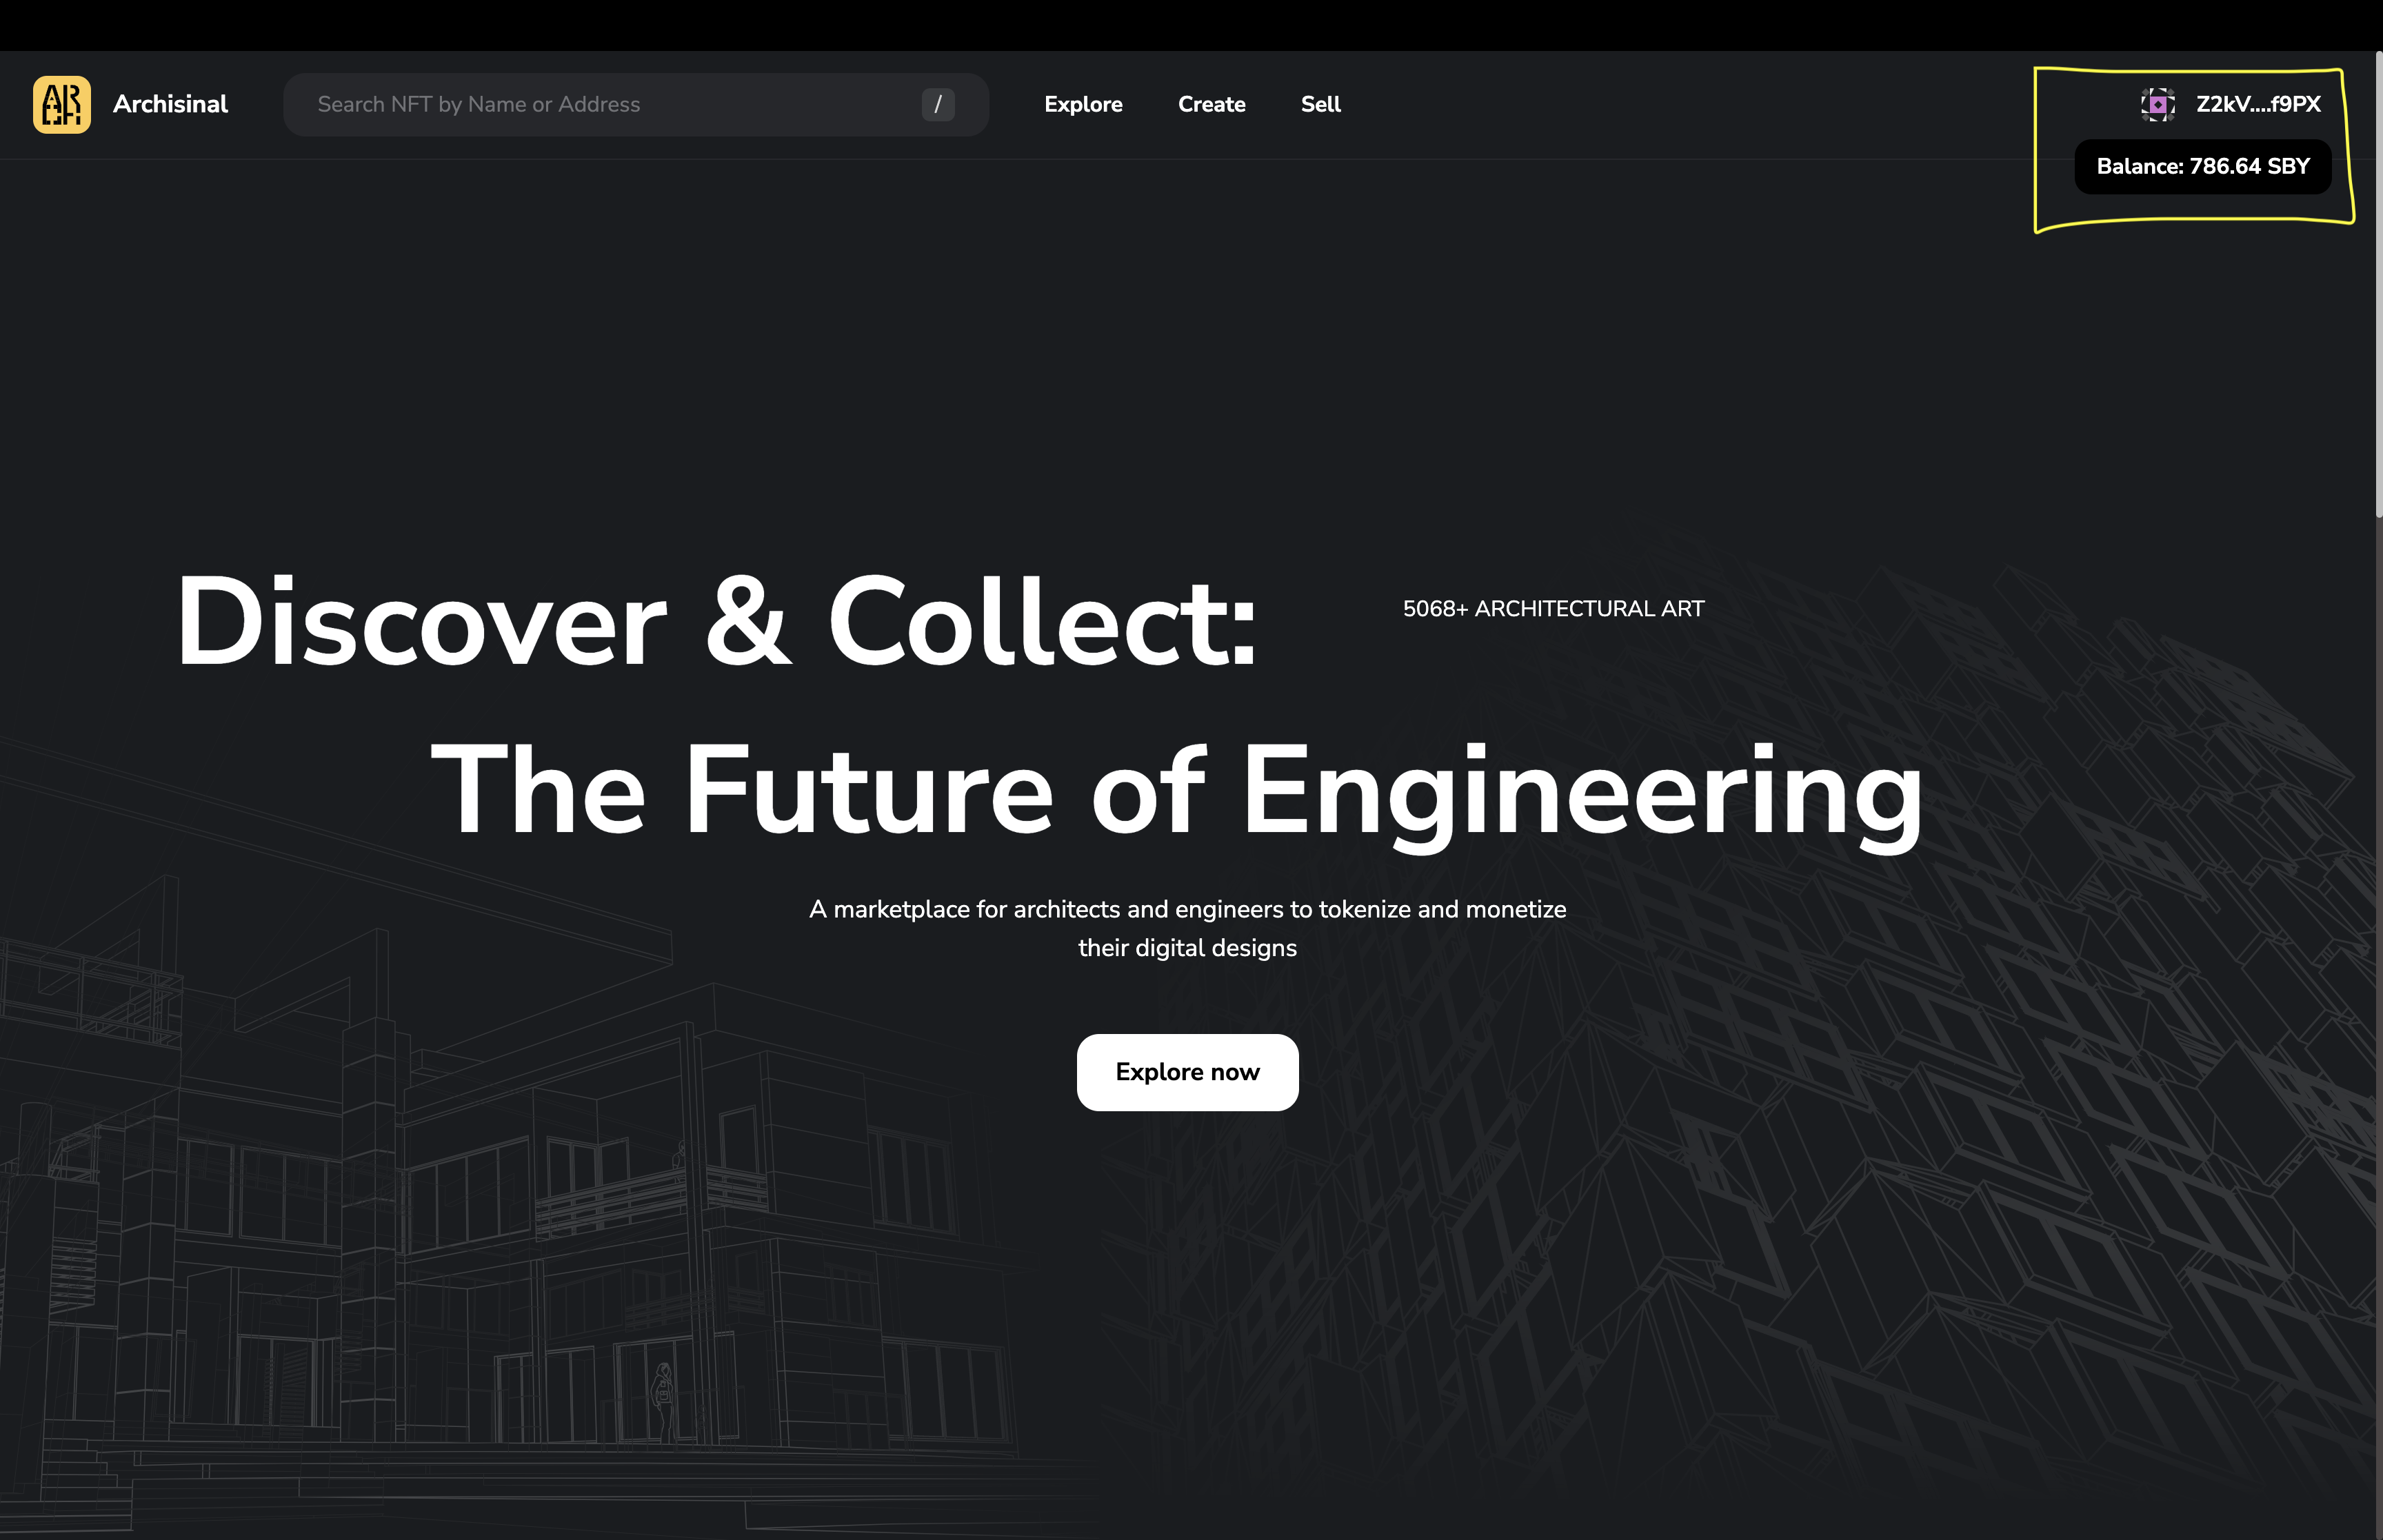 ARCHI
Archisinal
Search NFT by Name or Address
/
Explore
Create
Sell
Z2kV....f9PX
Balance: 786.64 SBY
Discover & Collect:
5068+ ARCHITECTURAL ART
The Future of Engineering
A marketplace for architects and engineers to tokenize and monetize
their digital designs
Explore now